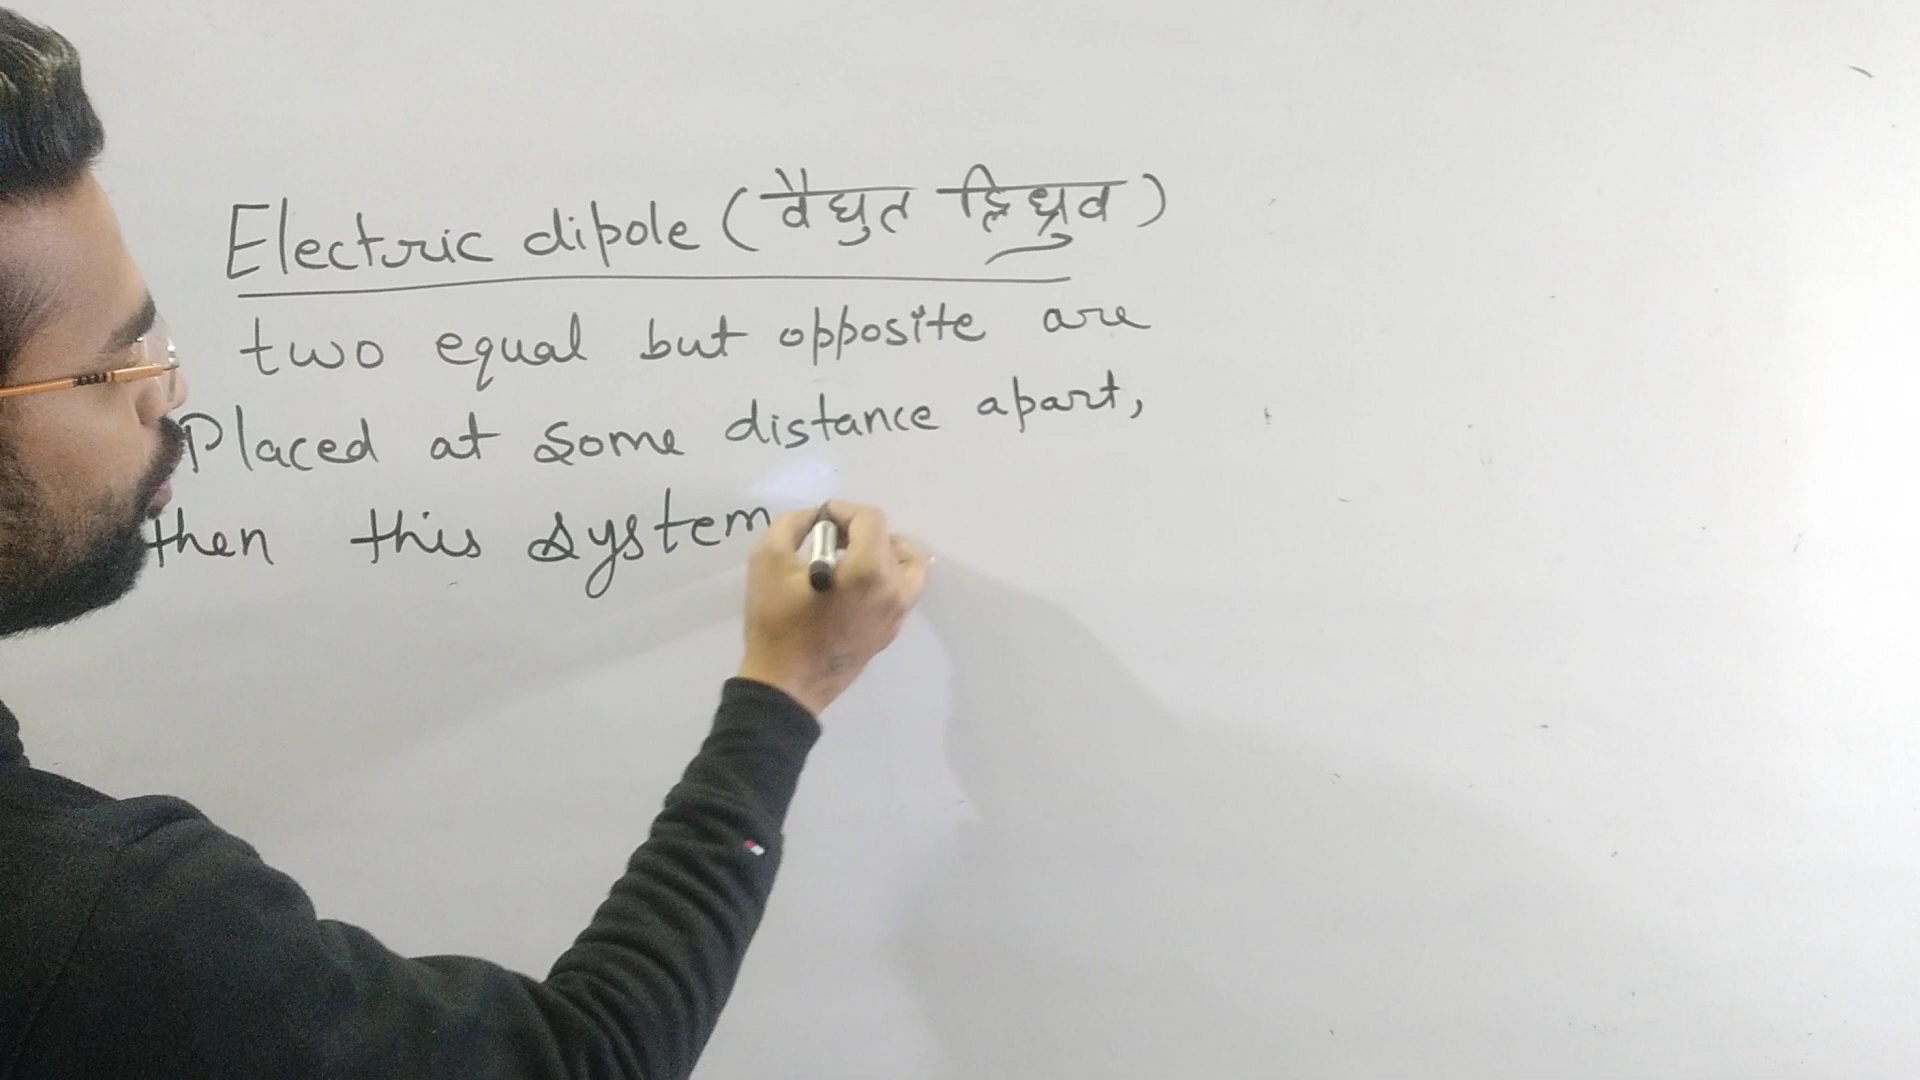 Electric dipole (वैद्युत द्विध्रुव)
two equal but opposite are
Placed at some distance apart,
then this system